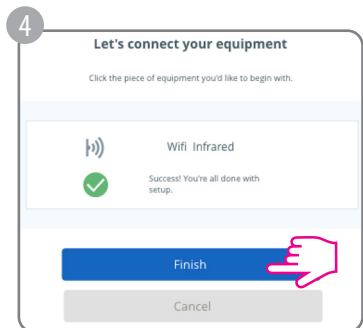 4
Let's connect your equipment
Click the piece of equipment you'd like to begin with.
Wifi Infrared
Success! You're all done with
setup.
Finish
Cancel